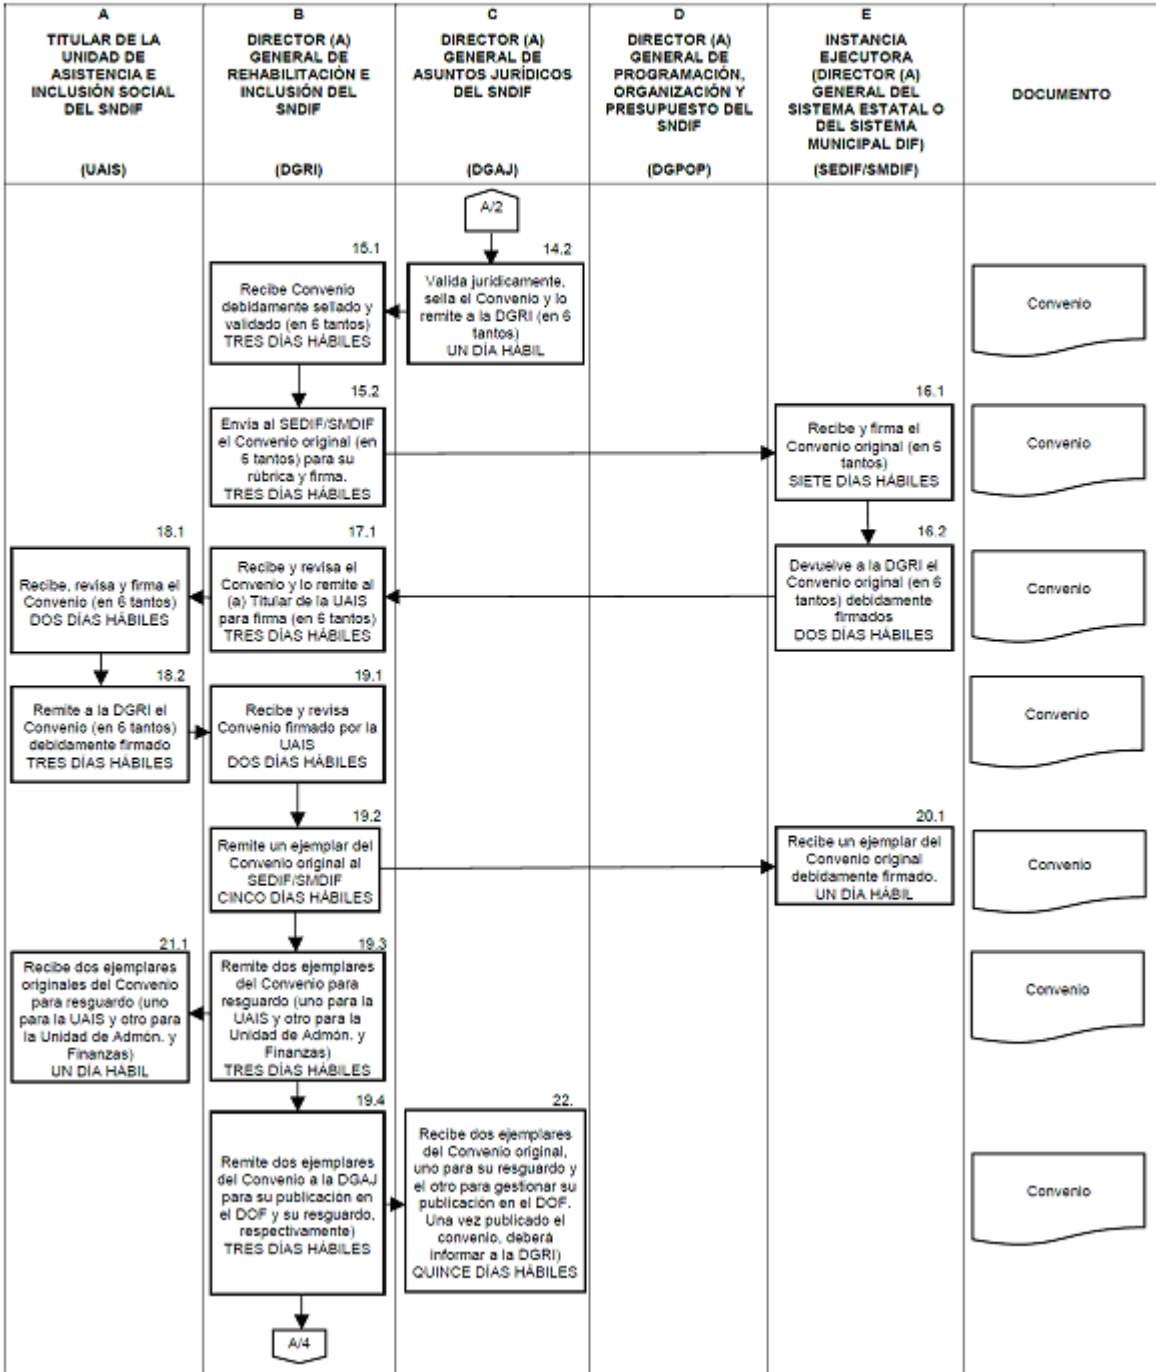 A
TITULAR DE LA
UNIDAD DE
ASISTENCIA E
INCLUSIÓN SOCIAL
DEL SNDIF
(UAIS)
B
DIRECTOR (A)
GENERAL DE
REHABILITACIÓN E
INCLUSIÓN DEL
SNDIF
(DGRI)
C
DIRECTOR (A)
GENERAL DE
ASUNTOS JURÍDICOS
DEL SNDIF
(DGAJ)
D
DIRECTOR (A)
GENERAL DE
PROGRAMACIÓN,
ORGANIZACIÓN Y
PRESUPUESTO DEL
SNDIF
(DGPOP)
E
INSTANCIA
EJECUTORA
(DIRECTOR (A)
GENERAL DEL
SISTEMA ESTATAL O
DEL SISTEMA
MUNICIPAL DIF)
(SEDIF/SMDIF)
DOCUMENTO
A/2
14.2
Valida jurídicamente,
sella el Convenio y lo
remite a la DGRI (en 6
tantos)
UN DÍA HÁBIL
15.1
Recibe Convenio
debidamente sellado y
validado (en 6 tantos)
TRES DÍAS HÁBILES
Convenio
15.2
Envía al SEDIF/SMDIF
el Convenio original (en
6 tantos) para su
rúbrica y firma.
TRES DÍAS HÁBILES
16.1
Recibe y firma el
Convenio original (en 6
tantos)
SIETE DÍAS HÁBILES
Convenio
16.2
Devuelve a la DGRI el
Convenio original (en 6
tantos) debidamente
firmados
DOS DÍAS HÁBILES
17.1
Recibe y revisa el
Convenio y lo remite al
(a) Titular de la UAIS
para firma (en 6 tantos)
TRES DÍAS HÁBILES
18.1
Recibe, revisa y firma el
Convenio (en 6 tantos)
DOS DÍAS HÁBILES
Convenio
18.2
Remite a la DGRI el
Convenio (en 6 tantos)
debidamente firmado
TRES DÍAS HÁBILES
19.1
Recibe y revisa
Convenio firmado por la
UAIS
DOS DÍAS HÁBILES
Convenio
19.2
Remite un ejemplar del
Convenio original al
SEDIF/SMDIF
CINCO DÍAS HÁBILES
20.1
Recibe un ejemplar del
Convenio original
debidamente firmado.
UN DÍA HÁBIL
Convenio
19.3
Remite dos ejemplares
del Convenio para
resguardo (uno para la
UAIS y otro para la
Unidad de Admón. y
Finanzas)
TRES DÍAS HÁBILES
21.1
Recibe dos ejemplares
originales del Convenio
para resguardo (uno
para la UAIS y otro para
la Unidad de Admón. y
Finanzas)
UN DÍA HÁBIL
Convenio
19.4
Remite dos ejemplares
del Convenio a la DGAJ
para su publicación en
el DOF y su resguardo,
respectivamente)
TRES DÍAS HÁBILES
22.
Recibe dos ejemplares
del Convenio original,
uno para su resguardo y
el otro para gestionar su
publicación en el DOF.
Una vez publicado el
convenio, deberá
informar a la DGRI)
QUINCE DÍAS HÁBILES
Convenio
A/4